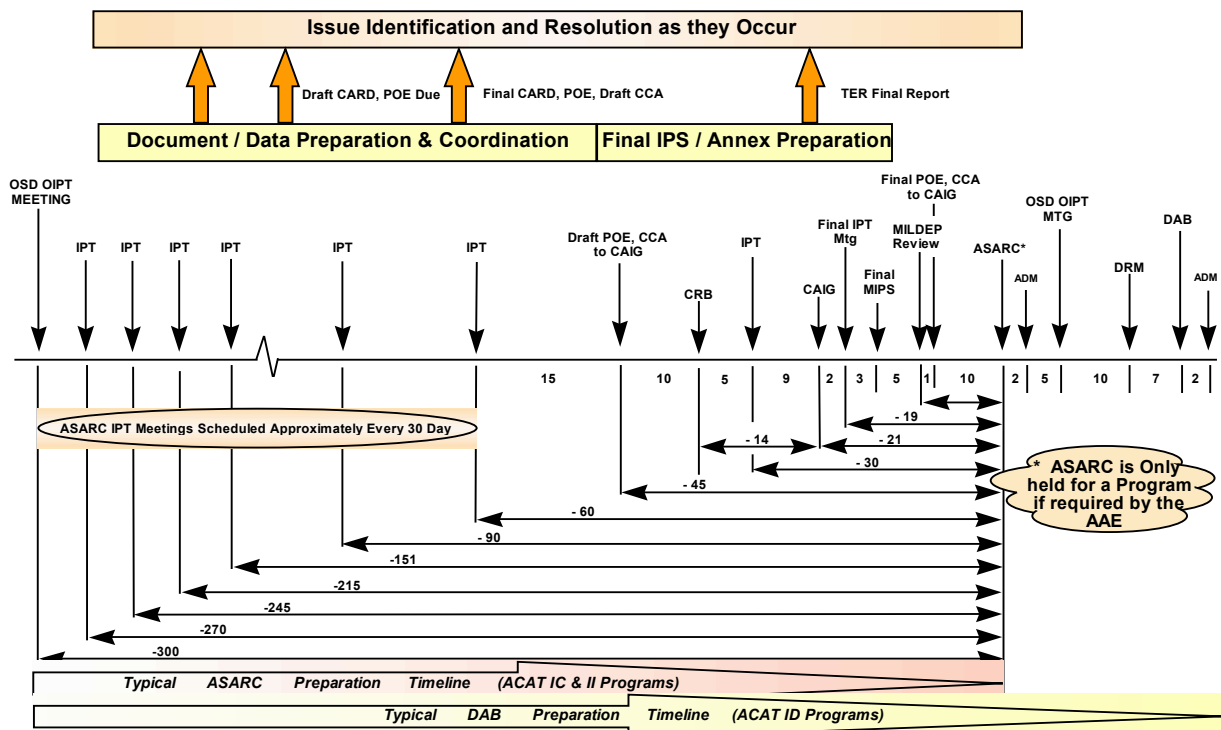 Issue Identification and Resolution as they Occur
Draft CARD, POE Due
Final CARD, POE, Draft CCA
TER Final Report
Document / Data Preparation & Coordination
Final IPS / Annex Preparation
OSD OIPT
MEETING
IPT
IPT
IPT
IPT
IPT
IPT
Draft POE, CCA
to CAIG
CRB
IPT
CAIG
Final IPT
Mtg
Final
MIPS
MILDEP
Review
Final POE, CCA
to CAIG
ASARC*
ADM
OSD OIPT
MTG
DRM
DAB
ADM
15
10
5
9
2
3
5
1
10
2
5
10
7
2
ASARC IPT Meetings Scheduled Approximately Every 30 Day
- 19
- 14
- 21
- 30
- 45
- 60
- 90
-151
-215
-245
-270
-300
* ASARC is Only
held for a Program
if required by the
AAE
Typical ASARC Preparation Timeline (ACAT IC & II Programs)
Typical DAB Preparation Timeline (ACAT ID Programs)